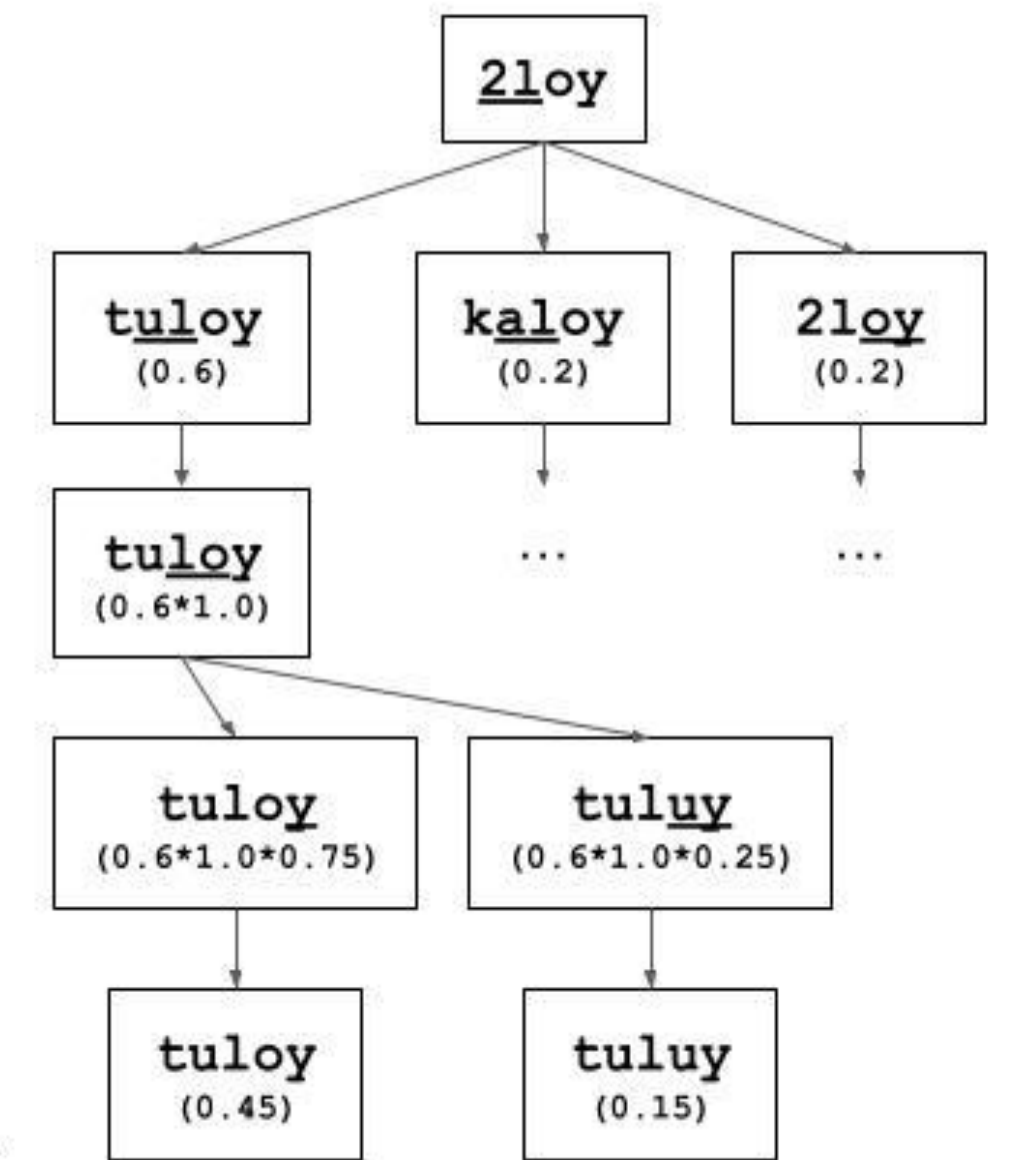 2loy
tuloy
(0.6)
kaloy
(0.2)
2loy
(0.2)
tuloy
(0.6*1.0)
...
...
tuloy
(0.6*1.0*0.75)
tuluy
(0.6*1.0*0.25)
tuloy
(0.45)
tuluy
(0.15)